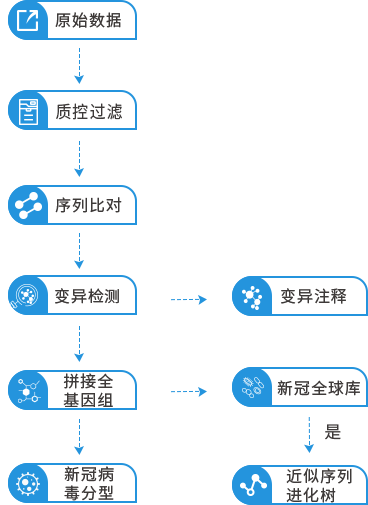 原始数据
质控过滤
序列比对
变异检测
变异注释
拼接全
基因组
新冠全球库
是
新冠病
毒分型
近似序列
进化树